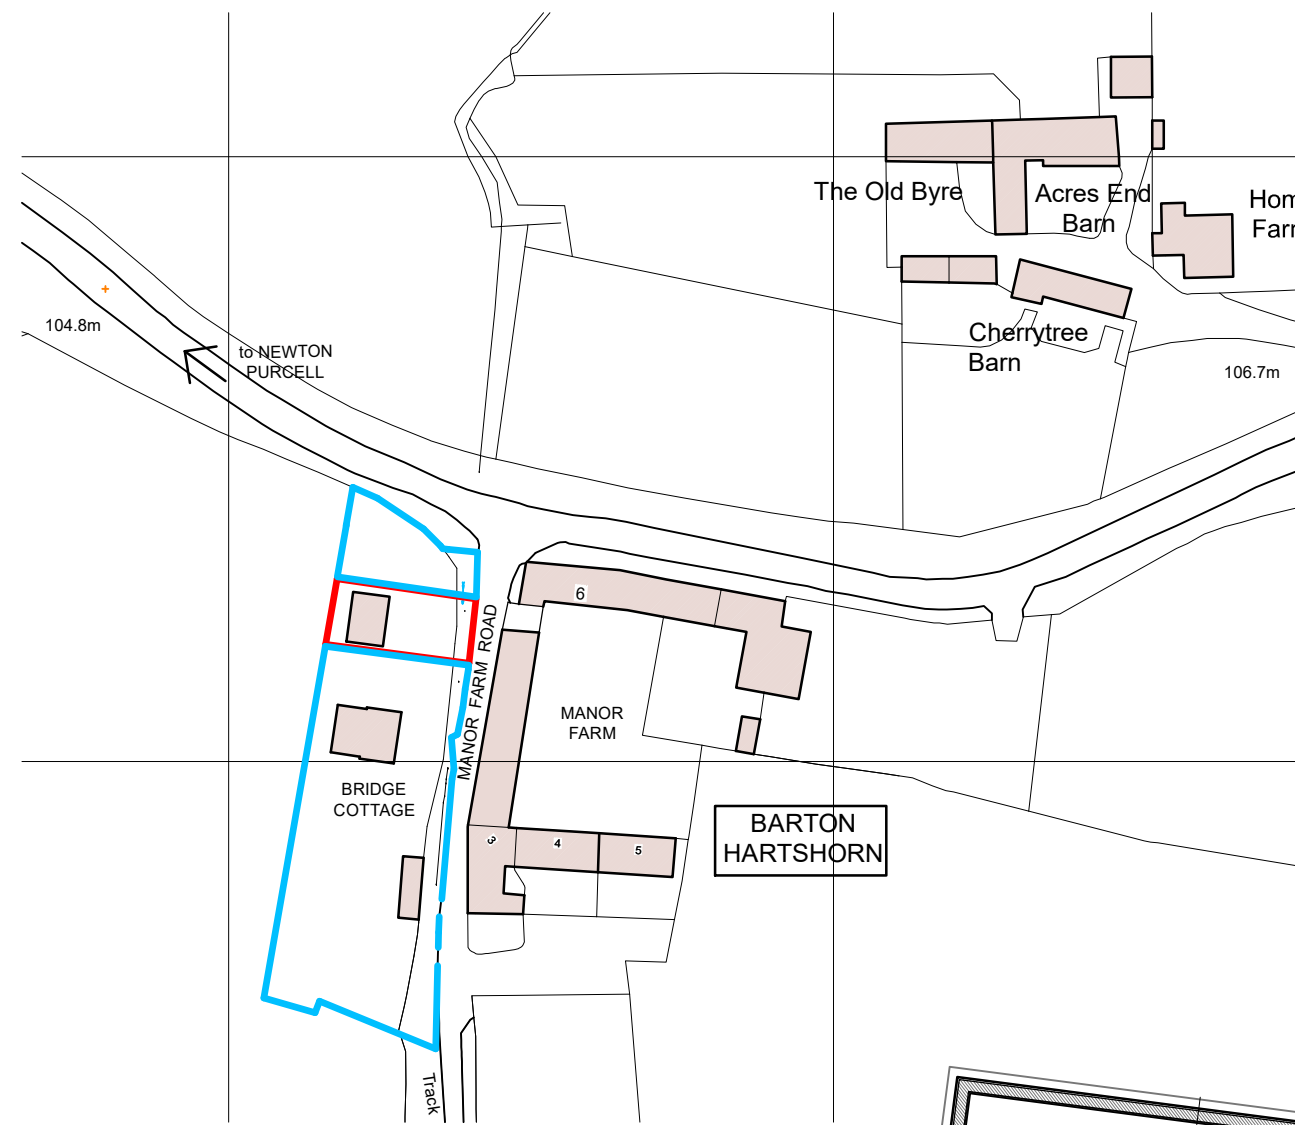 The Old Byre
Acres End
Barn
Hom
Farr
Cherrytree
Barn
104.8m
to NEWTON
PURCELL
106.7m
6
MANOR FARM ROAD
MANOR
FARM
BRIDGE
COTTAGE
BARTON
HARTSHORN
3
4
5
Track